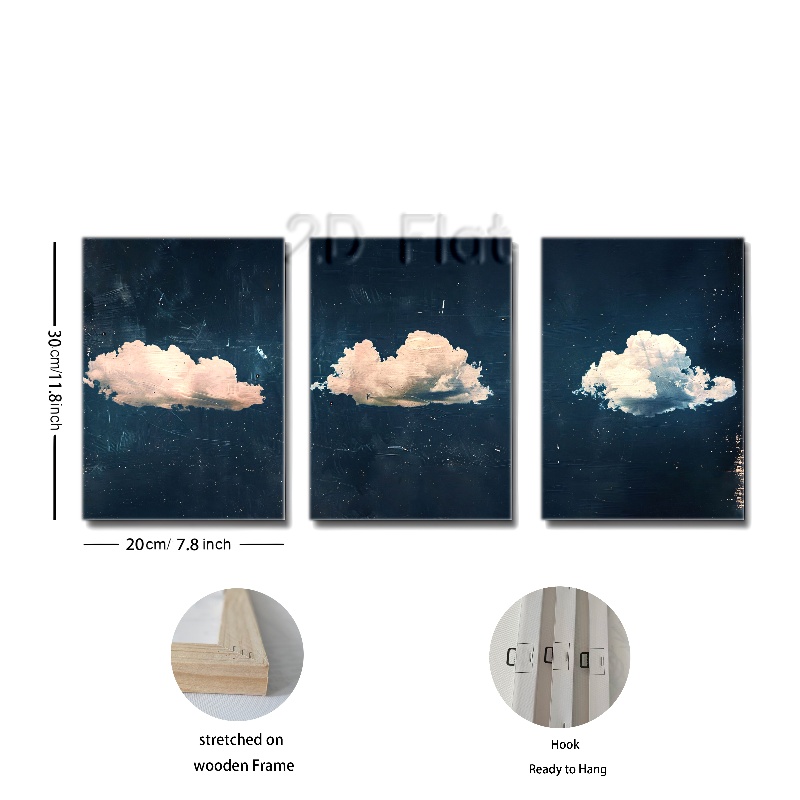 2D Flat
30cm/11.8inch
20cm/ 7.8 inch
stretched on
wooden Frame
Hook
Ready to Hang